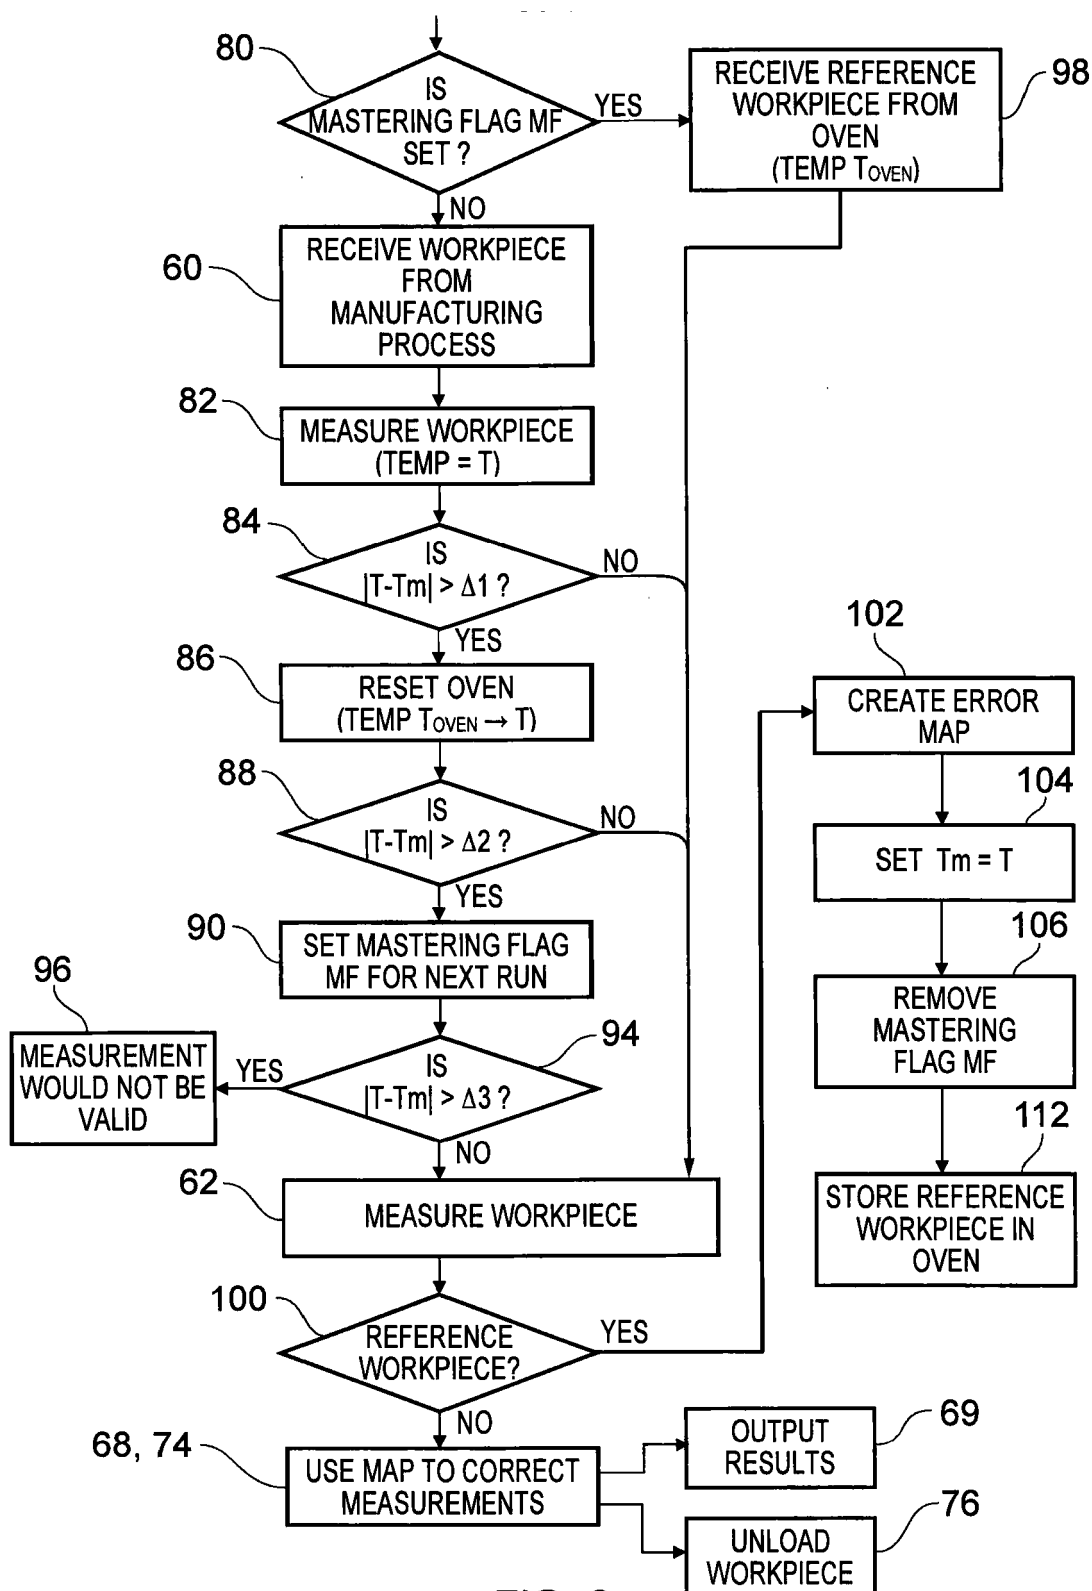 80
IS
MASTERING FLAG MF
SET ?
YES
NO
RECEIVE REFERENCE
WORKPIECE FROM
OVEN
(TEMP TOVEN)
98
60
RECEIVE WORKPIECE
FROM
MANUFACTURING
PROCESS
82
MEASURE WORKPIECE
(TEMP = T)
84
IS
|T-Tm| > Δ1 ?
NO
YES
86
RESET OVEN
(TEMP TOVEN → T)
88
IS
|T-Tm| > Δ2 ?
NO
YES
90
SET MASTERING FLAG
MF FOR NEXT RUN
96
MEASUREMENT
WOULD NOT BE
VALID
YES
94
IS
|T-Tm| > Δ3 ?
NO
62
MEASURE WORKPIECE
100
REFERENCE
WORKPIECE?
YES
NO
102
CREATE ERROR
MAP
104
SET Tm = T
106
REMOVE
MASTERING
FLAG MF
112
STORE REFERENCE
WORKPIECE IN
OVEN
68, 74
USE MAP TO CORRECT
MEASUREMENTS
OUTPUT
RESULTS
69
UNLOAD
WORKPIECE
76